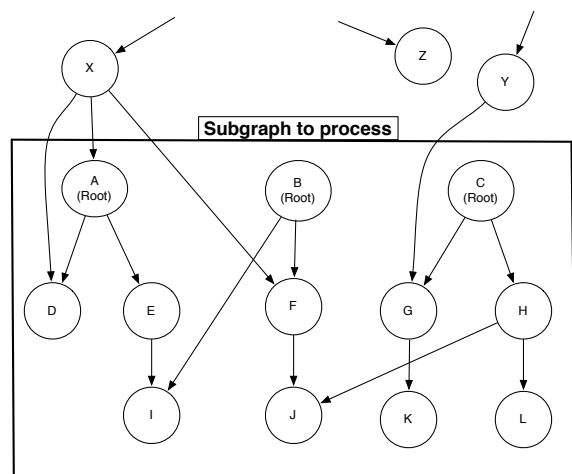 X
Z
Y
Subgraph to process
A
(Root)
B
(Root)
C
(Root)
D
E
F
G
H
I
J
K
L